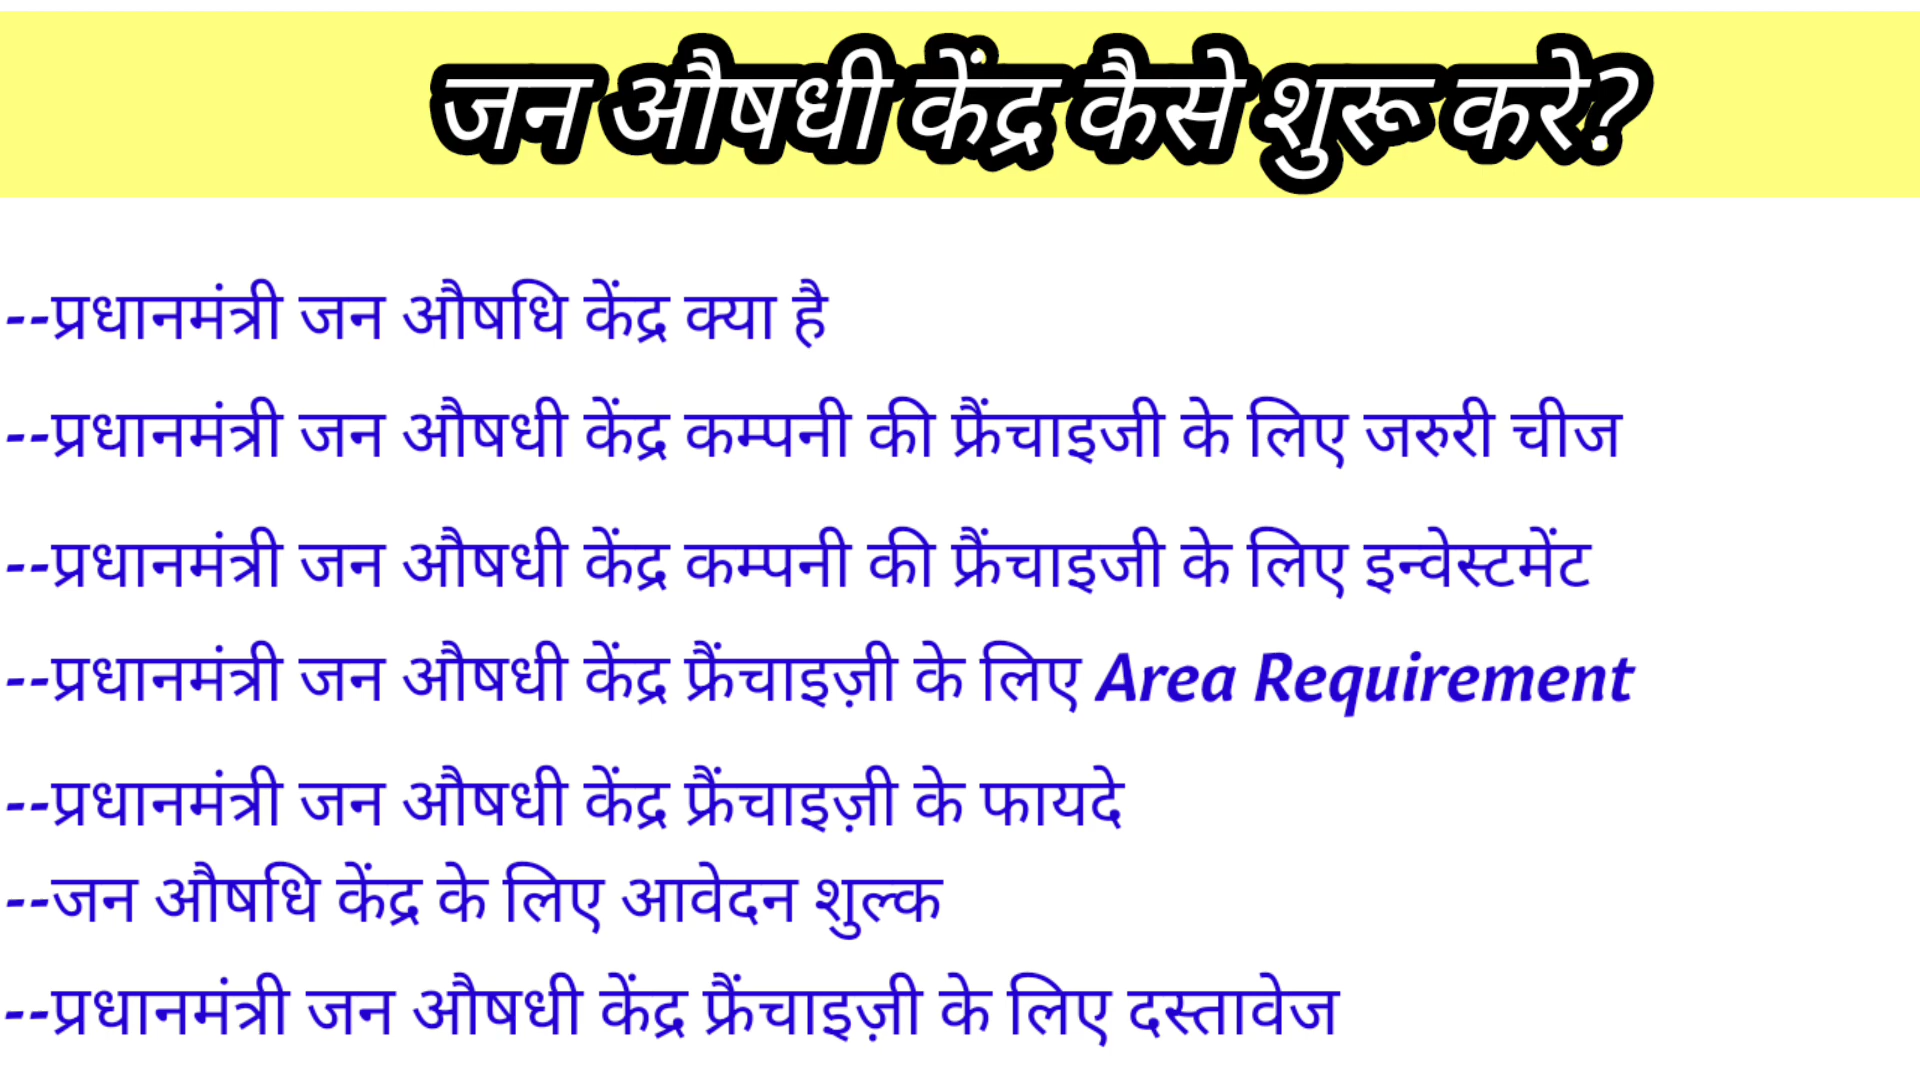 जन औषधी केंद्र कैसे शुरू करे?
--प्रधानमंत्री जन औषधि केंद्र क्या है
--प्रधानमंत्री जन औषधी केंद्र कम्पनी की फ्रैंचाइजी के लिए जरुरी चीज
--प्रधानमंत्री जन औषधी केंद्र कम्पनी की फ्रैंचाइजी के लिए इन्वेस्टमेंट
--प्रधानमंत्री जन औषधी केंद्र फ्रैंचाइज़ी के लिए Area Requirement
--प्रधानमंत्री जन औषधी केंद्र फ्रैंचाइज़ी के फायदे
--जन औषधि केंद्र के लिए आवेदन शुल्क
--प्रधानमंत्री जन औषधी केंद्र फ्रैंचाइज़ी के लिए दस्तावेज